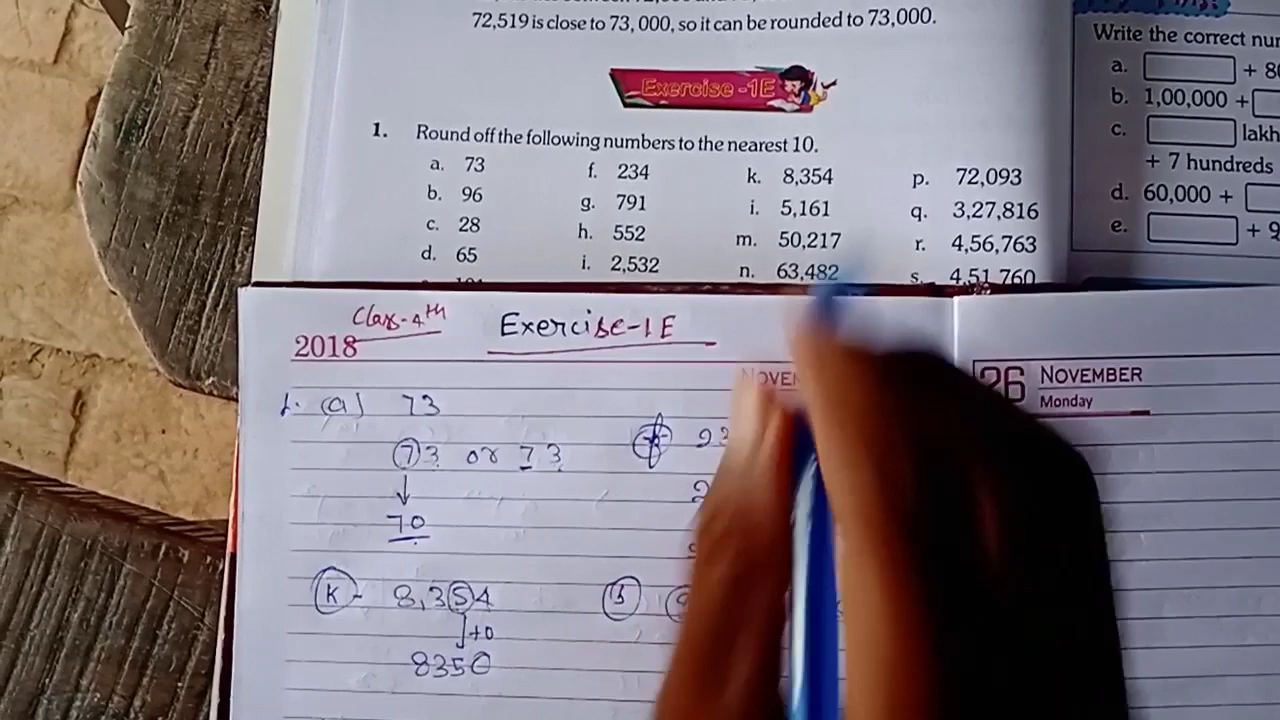 72,519 is close to 73,000, so it can be rounded to 73,000.
Exercise -1E
1. Round off the following numbers to the nearest 10.
a. 73 f. 234 k. 8,354 p. 72,093
b. 96 g. 791 i. 5,161 q. 3,27,816
c. 28 h. 552 m. 50,217 r. 4,56,763
d. 65 i. 2,532 n. 63,482 s. 4,51,760
Write the correct
a. + 8
b. 1,00,000 +
c. lakh
+ 7 hundreds
d. 60,000 +
e. + 9
Class-4th
2018
Exercise-1E
26 NOVEMBER
Monday
1. (a) 73
73 or 73
70
f
K - 8,354
+0
8350
b